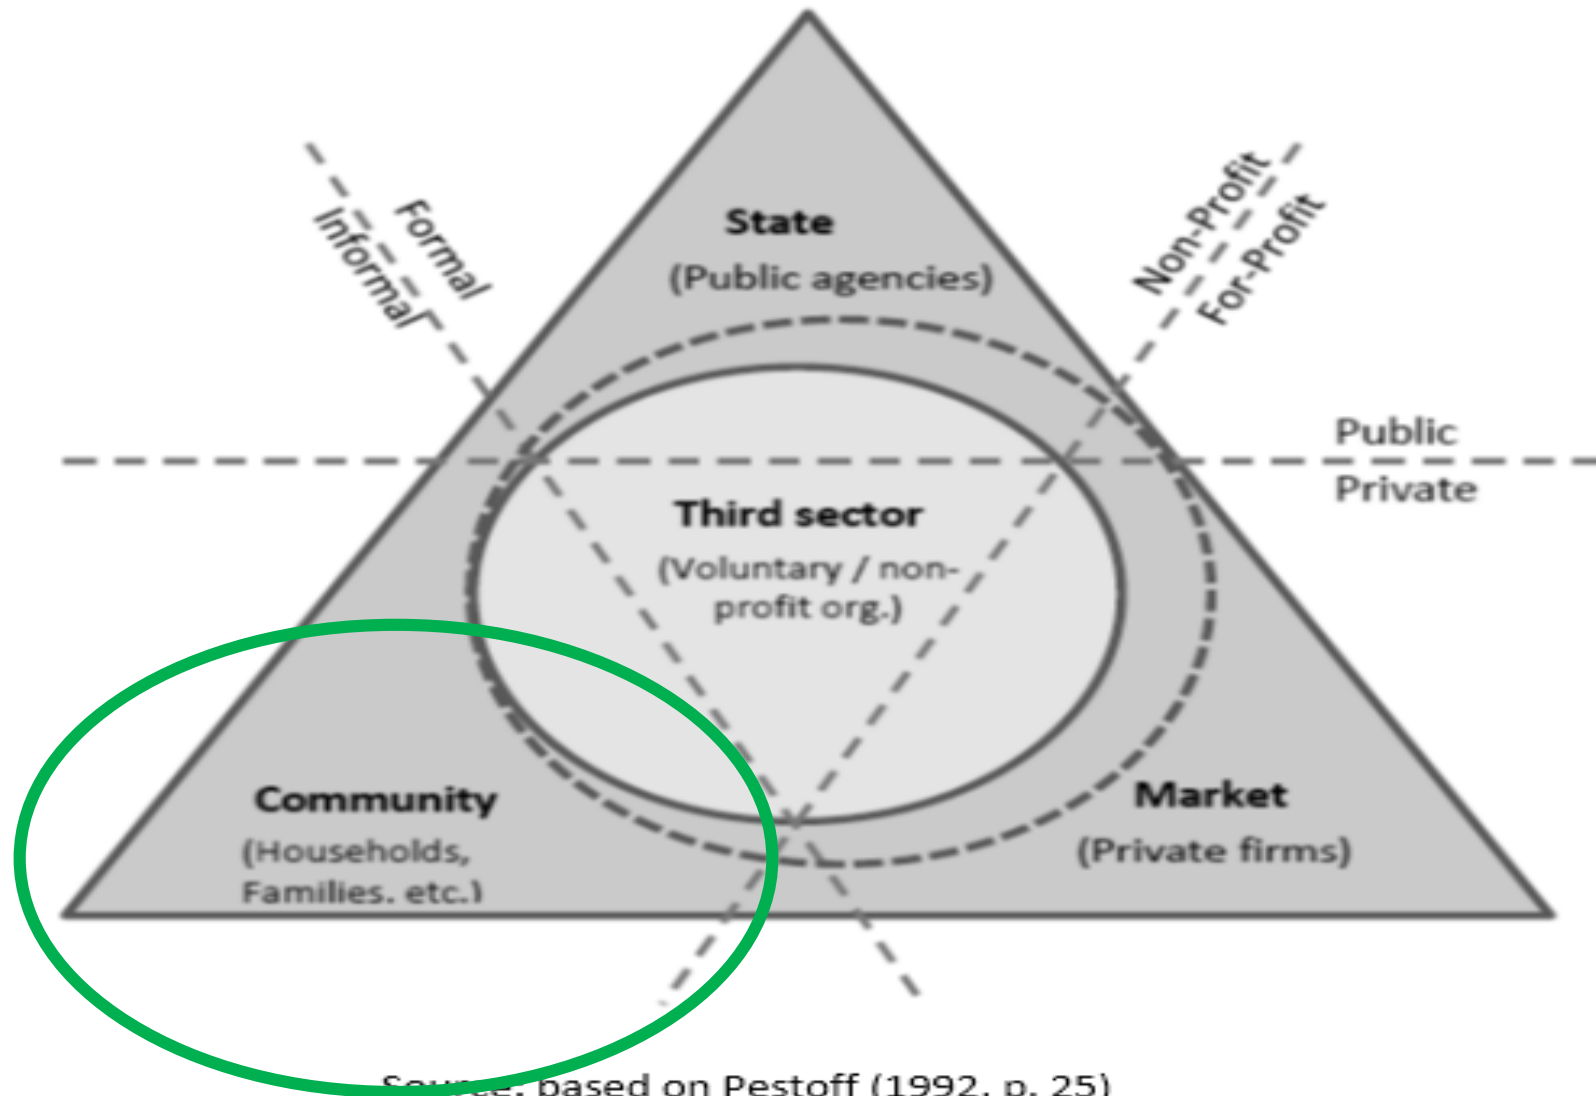 State
(Public agencies)
Formal
Informal
Non-Profit
For-Profit
Public
Private
Third sector
(Voluntary / non-
profit org.)
Community
(Households,
Families. etc.)
Market
(Private firms)
Source: based on Pestoff (1992, p. 25)